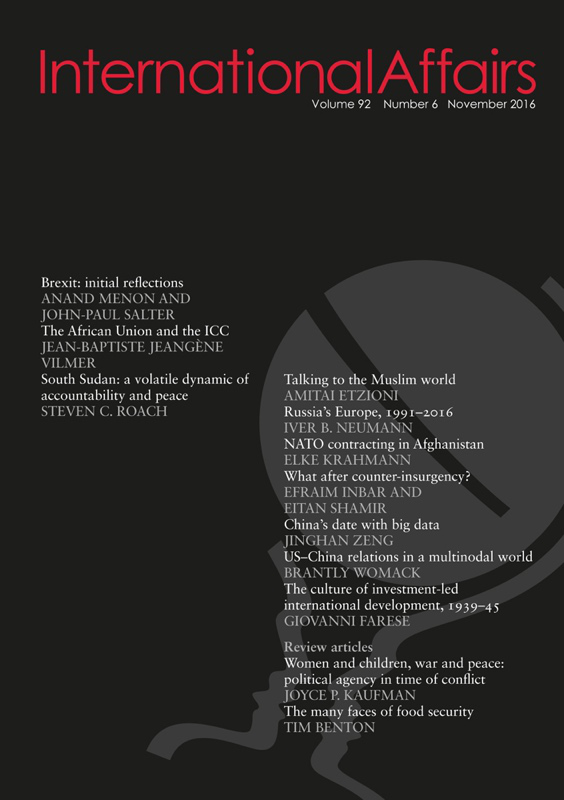 InternationalAffairs
Volume 92 Number 6 November 2016
Brexit: initial reflections
ANAND MENON AND
JOHN-PAUL SALTER
The African Union and the ICC
JEAN-BAPTISTE JEANGÈNE
VILMER
South Sudan: a volatile dynamic of
accountability and peace
STEVEN C. ROACH
Talking to the Muslim world
AMITAI ETZIONI
Russia's Europe, 1991–2016
IVER B. NEUMANN
NATO contracting in Afghanistan
ELKE KRAHMANN
What after counter-insurgency?
EFRAIM INBAR AND
EITAN SHAMIR
China's date with big data
JINGHAN ZENG
US–China relations in a multinodal world
BRANTLY WOMACK
The culture of investment-led
international development, 1939–45
GIOVANNI FARESE
Review articles
Women and children, war and peace:
political agency in time of conflict
JOYCE P. KAUFMAN
The many faces of food security
TIM BENTON